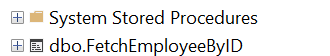 System Stored Procedures
dbo.FetchEmployeeByID